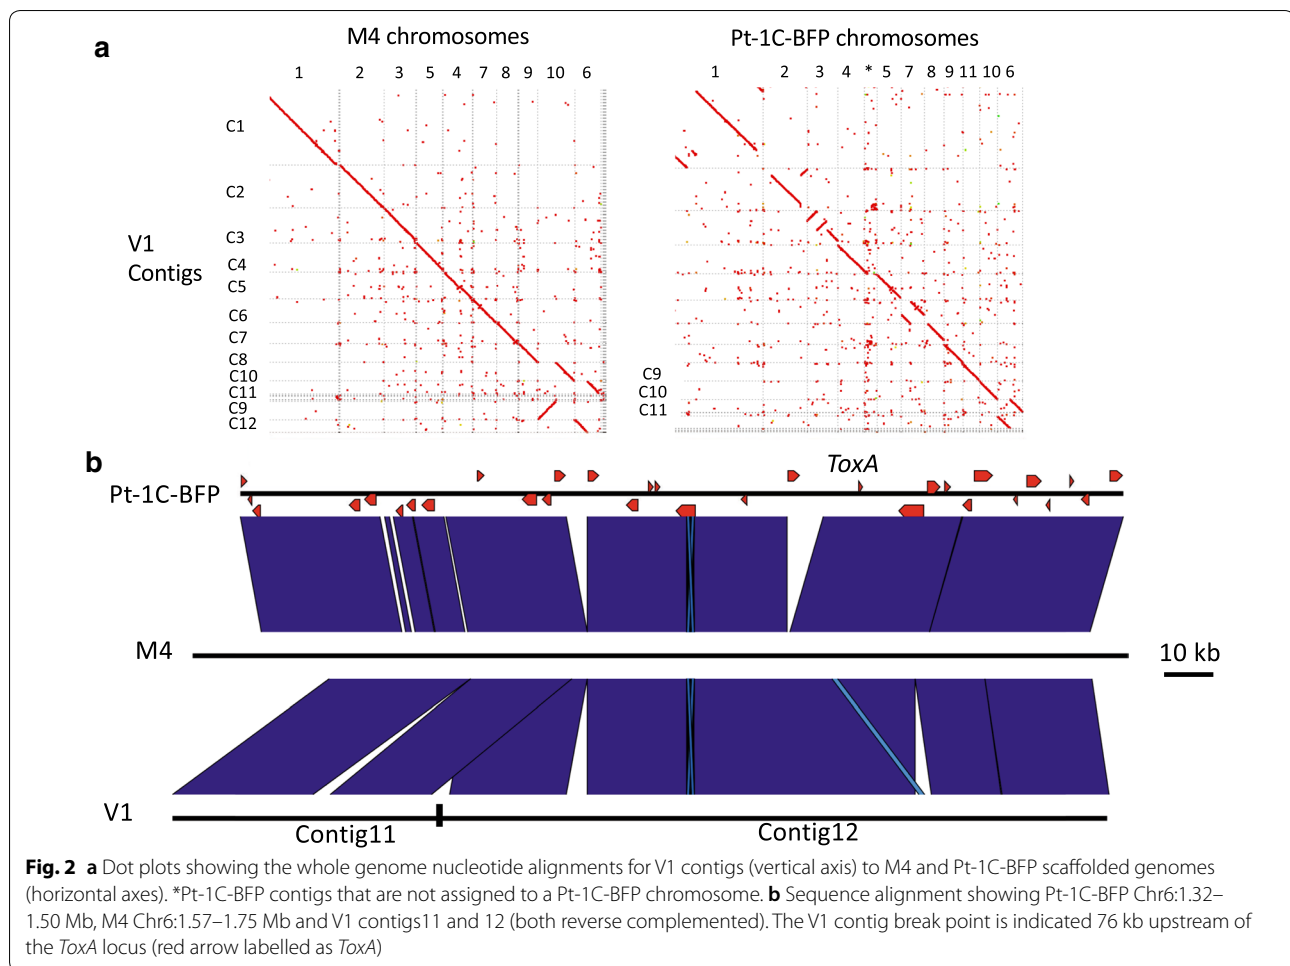 a
M4 chromosomes
Pt-1C-BFP chromosomes
1 2 3 5 4 7 8 9 10 6
1 2 3 4 * 5 7 8 9 11 10 6
V1
Contigs
C1
C2
C3
C4
C5
C6
C7
C8
C10
C11
C9
C12
C9
C10
C11
b
ToxA
Pt-1C-BFP
M4
10 kb
V1
Contig11
Contig12
Fig. 2 a Dot plots showing the whole genome nucleotide alignments for V1 contigs (vertical axis) to M4 and Pt-1C-BFP scaffolded genomes
(horizontal axes). *Pt-1C-BFP contigs that are not assigned to a Pt-1C-BFP chromosome. b Sequence alignment showing Pt-1C-BFP Chr6:1.32–
1.50 Mb, M4 Chr6:1.57–1.75 Mb and V1 contigs11 and 12 (both reverse complemented). The V1 contig break point is indicated 76 kb upstream of
the ToxA locus (red arrow labelled as ToxA)